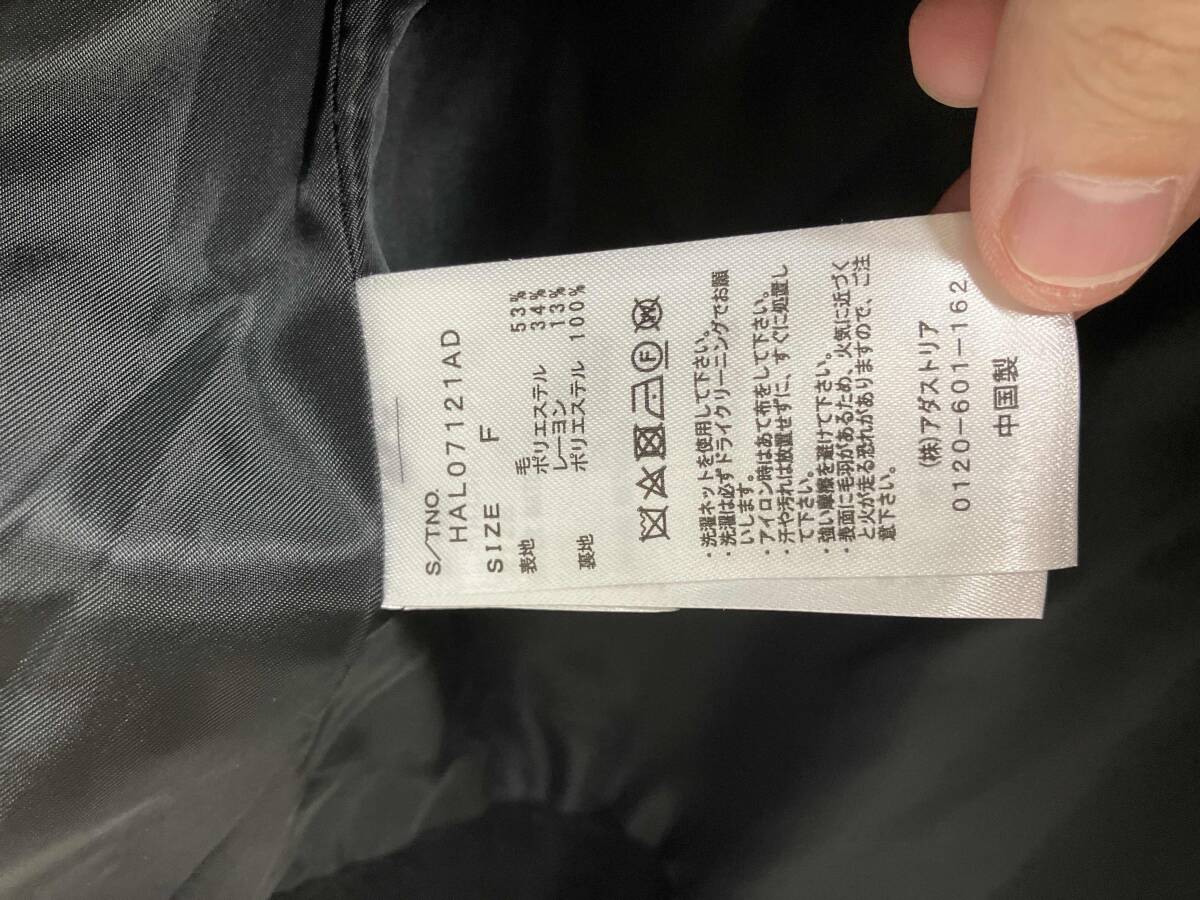 S/TNO.
HAL07121AD
SIZE F
表地 毛 53%
ポリエステル 34%
レーヨン 13%
裏地 ポリエステル 100%
F W
・洗濯ネットを使用して下さい。
・洗濯は必ずドライクリーニングでお願
いします。
・アイロン時はあて布をして下さい。
・汗や汚れは放置せずに、すぐに処置し
て下さい。
・強い摩擦を避けて下さい。
・表面に毛羽があるため、火気に近づく
と火が走る恐れがありますので、ご注
意下さい。
(株)アダストリア
0120-601-162
中国製